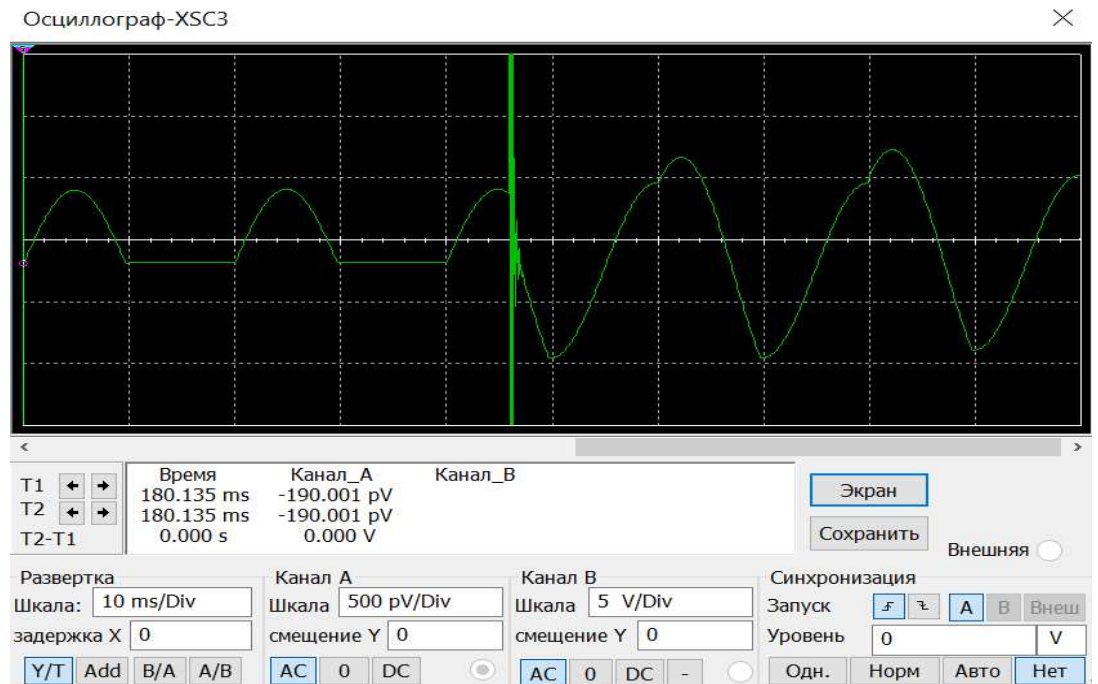 Осциллограф-XSC3
Время Канал_А Канал_В
T1 180.135 ms -190.001 pV
T2 180.135 ms -190.001 pV
T2-T1 0.000 s 0.000 V
Экран
Сохранить
Внешняя
Развертка Канал А Канал В Синхронизация
Шкала: 10 ms/Div Шкала 500 pV/Div Шкала 5 V/Div Запуск A B Внеш
задержка X 0 смещение Y 0 смещение Y 0 Уровень 0 V
Y/T Add B/A A/B AC 0 DC AC 0 DC - Одн. Норм Авто Нет